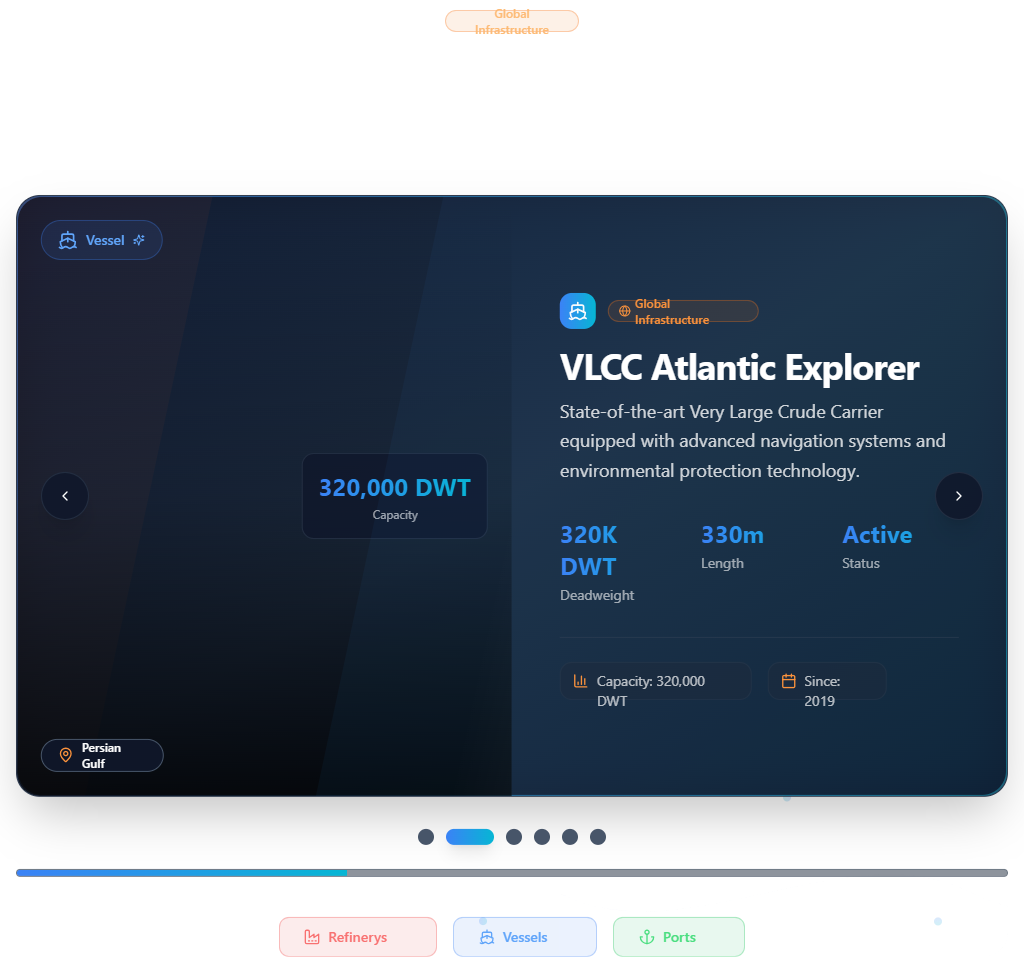 Global
Infrastructure
Vessel
Global
Infrastructure
VLCC Atlantic Explorer
State-of-the-art Very Large Crude Carrier
equipped with advanced navigation systems and
environmental protection technology.
320,000 DWT
Capacity
320K
DWT
Deadweight
330m
Length
Active
Status
Capacity: 320,000
DWT
Since:
2019
Persian
Gulf
Refinerys
Vessels
Ports